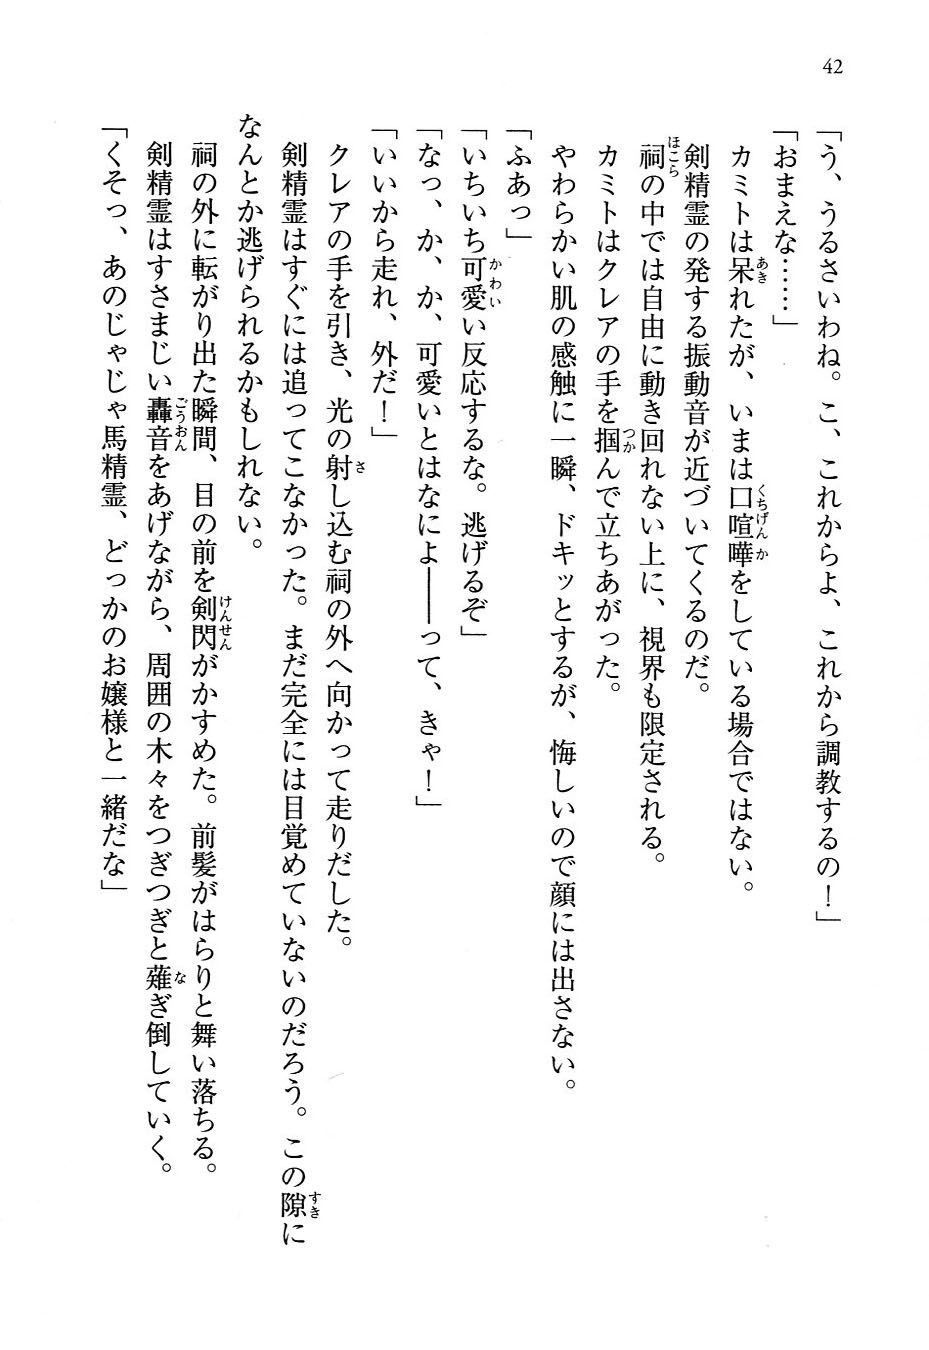 42
「う、うるさいわね。こ、これからよ、これから調教するの！」
「おまえな……」
カミトは呆れたが、いまは口喧嘩をしている場合ではない。
剣精霊の発する振動音が近づいてくるのだ。
祠の中では自由に動き回れない上に、視界も限定される。
カミトはクレアの手を掴んで立ちあがった。
やわらかい肌の感触に一瞬、ドキッとするが、悔しいので顔には出さない。
「ふあっ」
「いちいち可愛い反応するな。逃げるぞ」
「なっ、か、か、可愛いとはなによ――って、きゃ！」
「いいから走れ、外だ！」
クレアの手を引き、光の射し込む祠の外へ向かって走りだした。
剣精霊はすぐには追ってこなかった。まだ完全には目覚めていないのだろう。この隙に
なんとか逃げられるかもしれない。
祠の外に転がり出た瞬間、目の前を剣閃がかすめた。前髪がはらりと舞い落ちる。
剣精霊はすさまじい轟音をあげながら、周囲の木々をつぎつぎと薙ぎ倒していく。
「くそっ、あのじゃじゃ馬精霊、どっかのお嬢様と一緒だな」